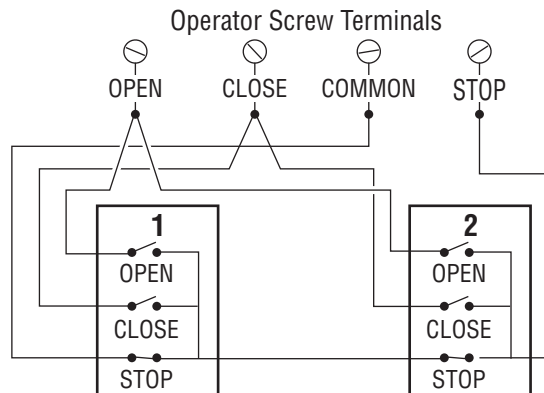 Operator Screw Terminals
OPEN CLOSE COMMON STOP
1 2
OPEN OPEN
CLOSE CLOSE
STOP STOP